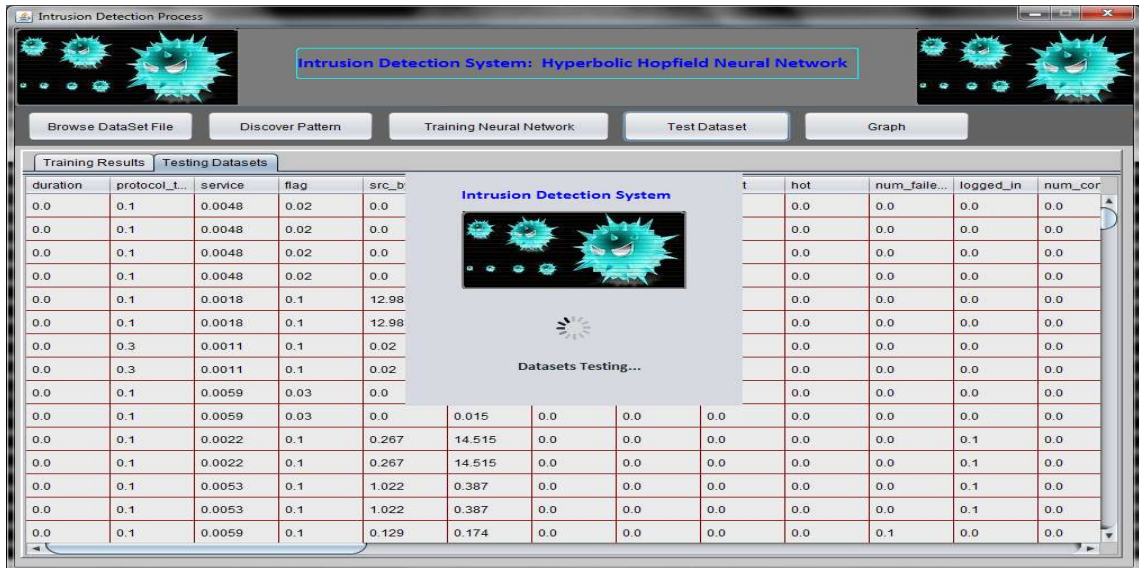 Intrusion Detection Process
Intrusion Detection System: Hyperbolic Hopfield Neural Network
Browse DataSet File Discover Pattern Training Neural Network Test Dataset Graph
Training Results Testing Datasets
duration protocol_t... service flag src_b t hot num_faile... logged_in num_cor
Intrusion Detection System
Datasets Testing...
0.0 0.1 0.0048 0.02 0.0 0.0 0.0 0.0 0.0
0.0 0.1 0.0048 0.02 0.0 0.0 0.0 0.0 0.0
0.0 0.1 0.0048 0.02 0.0 0.0 0.0 0.0 0.0
0.0 0.1 0.0048 0.02 0.0 0.0 0.0 0.0 0.0
0.0 0.1 0.0018 0.1 12.98 0.0 0.0 0.0 0.0
0.0 0.1 0.0018 0.1 12.98 0.0 0.0 0.0 0.0
0.0 0.3 0.0011 0.1 0.02 0.0 0.0 0.0 0.0
0.0 0.3 0.0011 0.1 0.02 0.0 0.0 0.0 0.0
0.0 0.1 0.0059 0.03 0.0 0.0 0.0 0.0 0.0
0.0 0.1 0.0059 0.03 0.0 0.015 0.0 0.0 0.0 0.0 0.0 0.0 0.0
0.0 0.1 0.0022 0.1 0.267 14.515 0.0 0.0 0.0 0.0 0.0 0.1 0.0
0.0 0.1 0.0022 0.1 0.267 14.515 0.0 0.0 0.0 0.0 0.0 0.1 0.0
0.0 0.1 0.0053 0.1 1.022 0.387 0.0 0.0 0.0 0.0 0.0 0.1 0.0
0.0 0.1 0.0053 0.1 1.022 0.387 0.0 0.0 0.0 0.0 0.0 0.1 0.0
0.0 0.1 0.0059 0.1 0.129 0.174 0.0 0.0 0.0 0.0 0.1 0.0 0.0